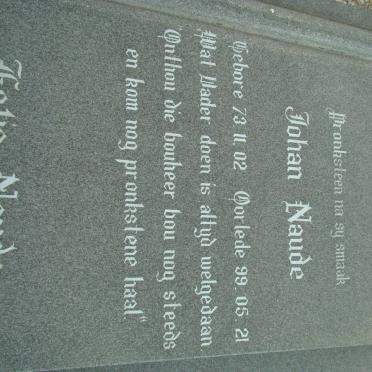 Pronksteen na sy smaak
Johan Naude
Gebore 73.11.02 Oorlede 99.05.21
Wat Vader doen is altyd welgedaan.
Onthou die bouheer bou nog steeds
en kom nog pronkstene haal."
Naude